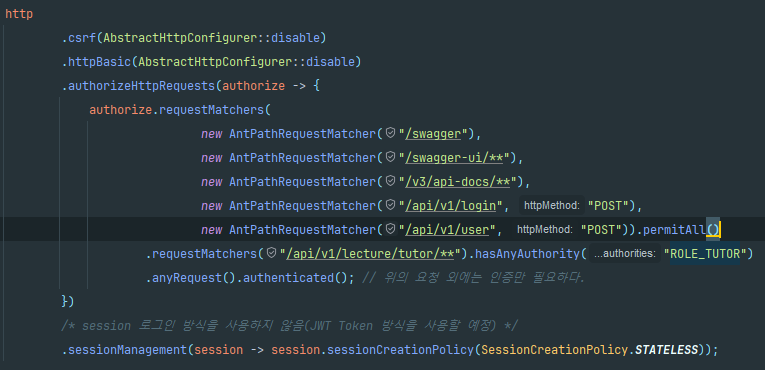 http
.csrf(AbstractHttpConfigurer::disable)
.httpBasic(AbstractHttpConfigurer::disable)
.authorizeHttpRequests(authorize -> {
authorize.requestMatchers(
new AntPathRequestMatcher("/swagger"),
new AntPathRequestMatcher("/swagger-ui/**"),
new AntPathRequestMatcher("/v3/api-docs/**"),
new AntPathRequestMatcher("/api/v1/login", httpMethod: "POST"),
new AntPathRequestMatcher("/api/v1/user", httpMethod: "POST")).permitAll()
.requestMatchers("/api/v1/lecture/tutor/**").hasAnyAuthority( ...authorities: "ROLE_TUTOR")
.anyRequest().authenticated(); // 위의 요청 외에는 인증만 필요하다.
})
/* session 로그인 방식을 사용하지 않음(JWT Token 방식을 사용할 예정) */
.sessionManagement(session -> session.sessionCreationPolicy(SessionCreationPolicy.STATELESS));